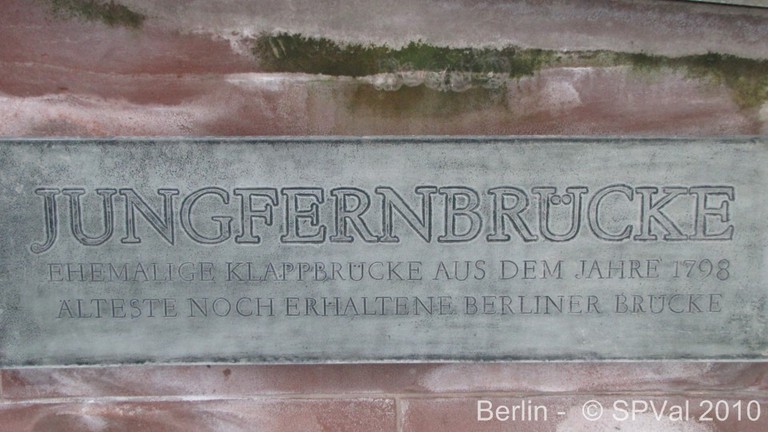 JUNGFERNBRÜCKE
EHEMALIGE KLAPPBRÜCKE AUS DEM JAHRE 1798
ÄLTESTE NOCH ERHALTENE BERLINER BRÜCKE
Berlin - © SPVal 2010